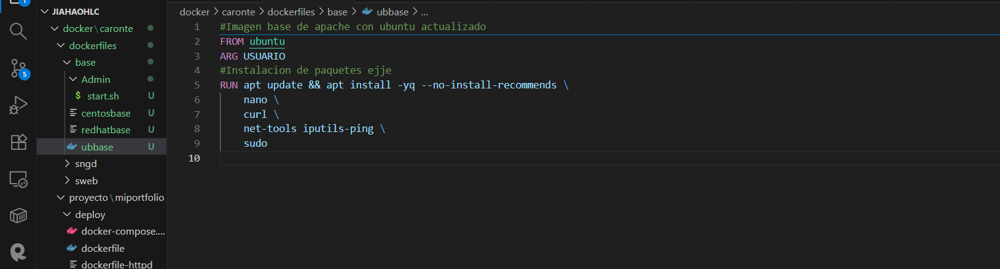 1
JIAHAOHLC
docker\caronte
dockerfiles
base
Admin
start.sh U
5
centosbase U
redhatbase U
ubbase U
sngd
sweb
proyecto\miportfolio
deploy
docker-compose....
dockerfile
dockerfile-httpd
docker > caronte > dockerfiles > base > ubbase > ...
1 #Imagen base de apache con ubuntu actualizado
2 FROM ubuntu
3 ARG USUARIO
4 #Instalacion de paquetes ejje
5 RUN apt update && apt install -yq --no-install-recommends \
6 nano \
7 curl \
8 net-tools iputils-ping \
9 sudo
10